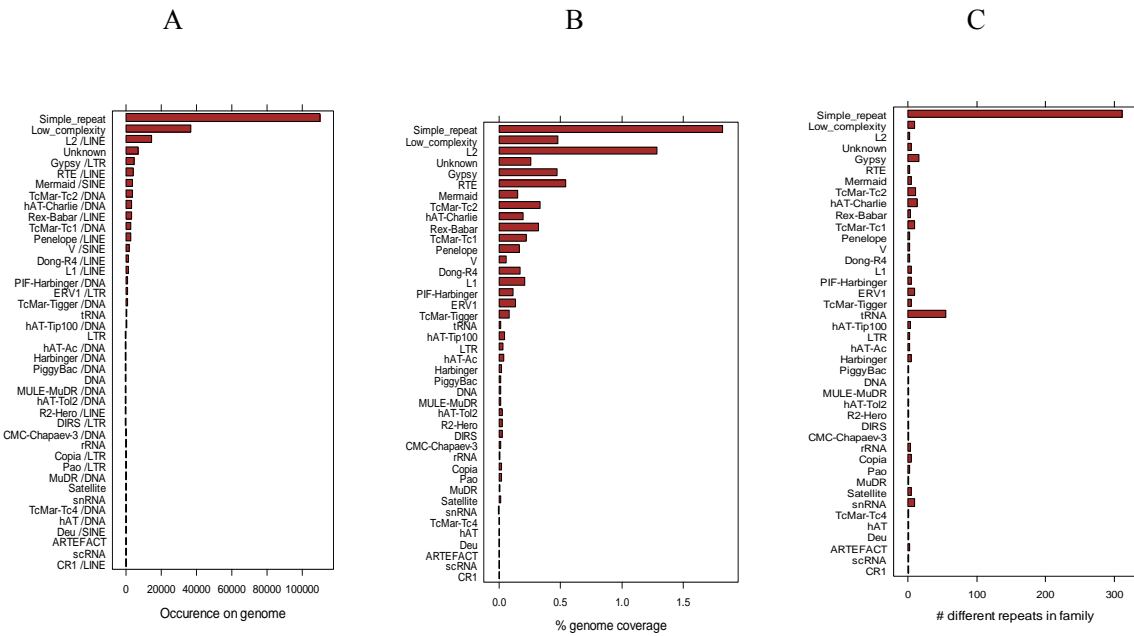 A
B
C
Simple_repeat
Low_complexity
L2 /LINE
Unknown
Gypsy /LTR
RTE /LINE
Mermaid /SINE
TcMar-Tc2 /DNA
hAT-Charlie /DNA
Rex-Babar /LINE
TcMar-Tc1 /DNA
Penelope /LINE
V /SINE
Dong-R4 /LINE
L1 /LINE
PIF-Harbinger /DNA
ERV1 /LTR
TcMar-Tigger /DNA
tRNA
hAT-Tip100 /DNA
LTR
hAT-Ac /DNA
Harbinger /DNA
PiggyBac /DNA
DNA
MULE-MuDR /DNA
hAT-Tol2 /DNA
R2-Hero /LINE
DIRS /LTR
CMC-Chapaev-3 /DNA
rRNA
Copia /LTR
Pao /LTR
MuDR /DNA
Satellite
snRNA
TcMar-Tc4 /DNA
hAT /DNA
Deu /SINE
ARTEFACT
scRNA
CR1 /LINE
0 20000 40000 60000 80000 100000
Occurence on genome
Simple_repeat
Low_complexity
L2
Unknown
Gypsy
RTE
Mermaid
TcMar-Tc2
hAT-Charlie
Rex-Babar
TcMar-Tc1
Penelope
V
Dong-R4
L1
PIF-Harbinger
ERV1
TcMar-Tigger
tRNA
hAT-Tip100
LTR
hAT-Ac
Harbinger
PiggyBac
DNA
MULE-MuDR
hAT-Tol2
R2-Hero
DIRS
CMC-Chapaev-3
rRNA
Copia
Pao
MuDR
Satellite
snRNA
TcMar-Tc4
hAT
Deu
ARTEFACT
scRNA
CR1
0.0 0.5 1.0 1.5
% genome coverage
Simple_repeat
Low_complexity
L2
Unknown
Gypsy
RTE
Mermaid
TcMar-Tc2
hAT-Charlie
Rex-Babar
TcMar-Tc1
Penelope
V
Dong-R4
L1
PIF-Harbinger
ERV1
TcMar-Tigger
tRNA
hAT-Tip100
LTR
hAT-Ac
Harbinger
PiggyBac
DNA
MULE-MuDR
hAT-Tol2
R2-Hero
DIRS
CMC-Chapaev-3
rRNA
Copia
Pao
MuDR
Satellite
snRNA
TcMar-Tc4
hAT
Deu
ARTEFACT
scRNA
CR1
0 100 200 300
# different repeats in family